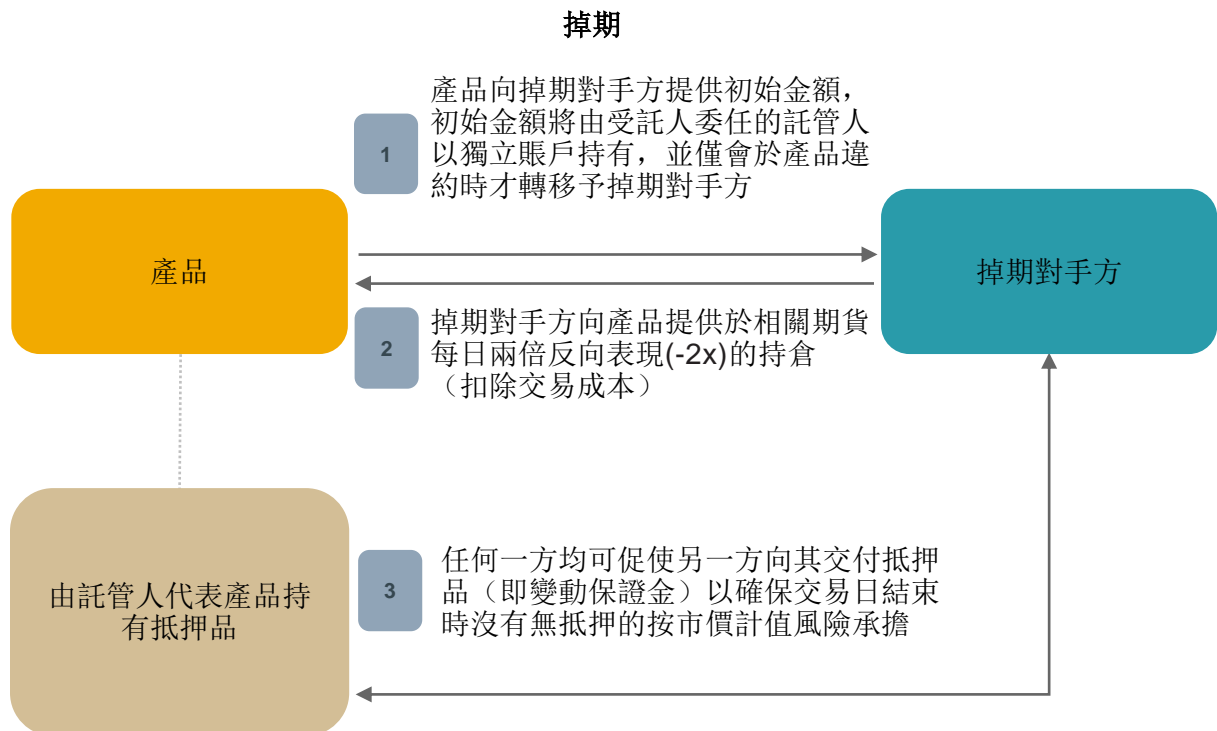 掉期
產品向掉期對手方提供初始金額，
初始金額將由受託人委任的託管人
以獨立賬戶持有，並僅會於產品違
約時才轉移予掉期對手方
1
產品
掉期對手方
掉期對手方向產品提供於相關期貨
每日兩倍反向表現(-2x)的持倉
（扣除交易成本）
2
由託管人代表產品持
有抵押品
3
任何一方均可促使另一方向其交付抵押
品（即變動保證金）以確保交易日結束
時沒有無抵押的按市價計值風險承擔